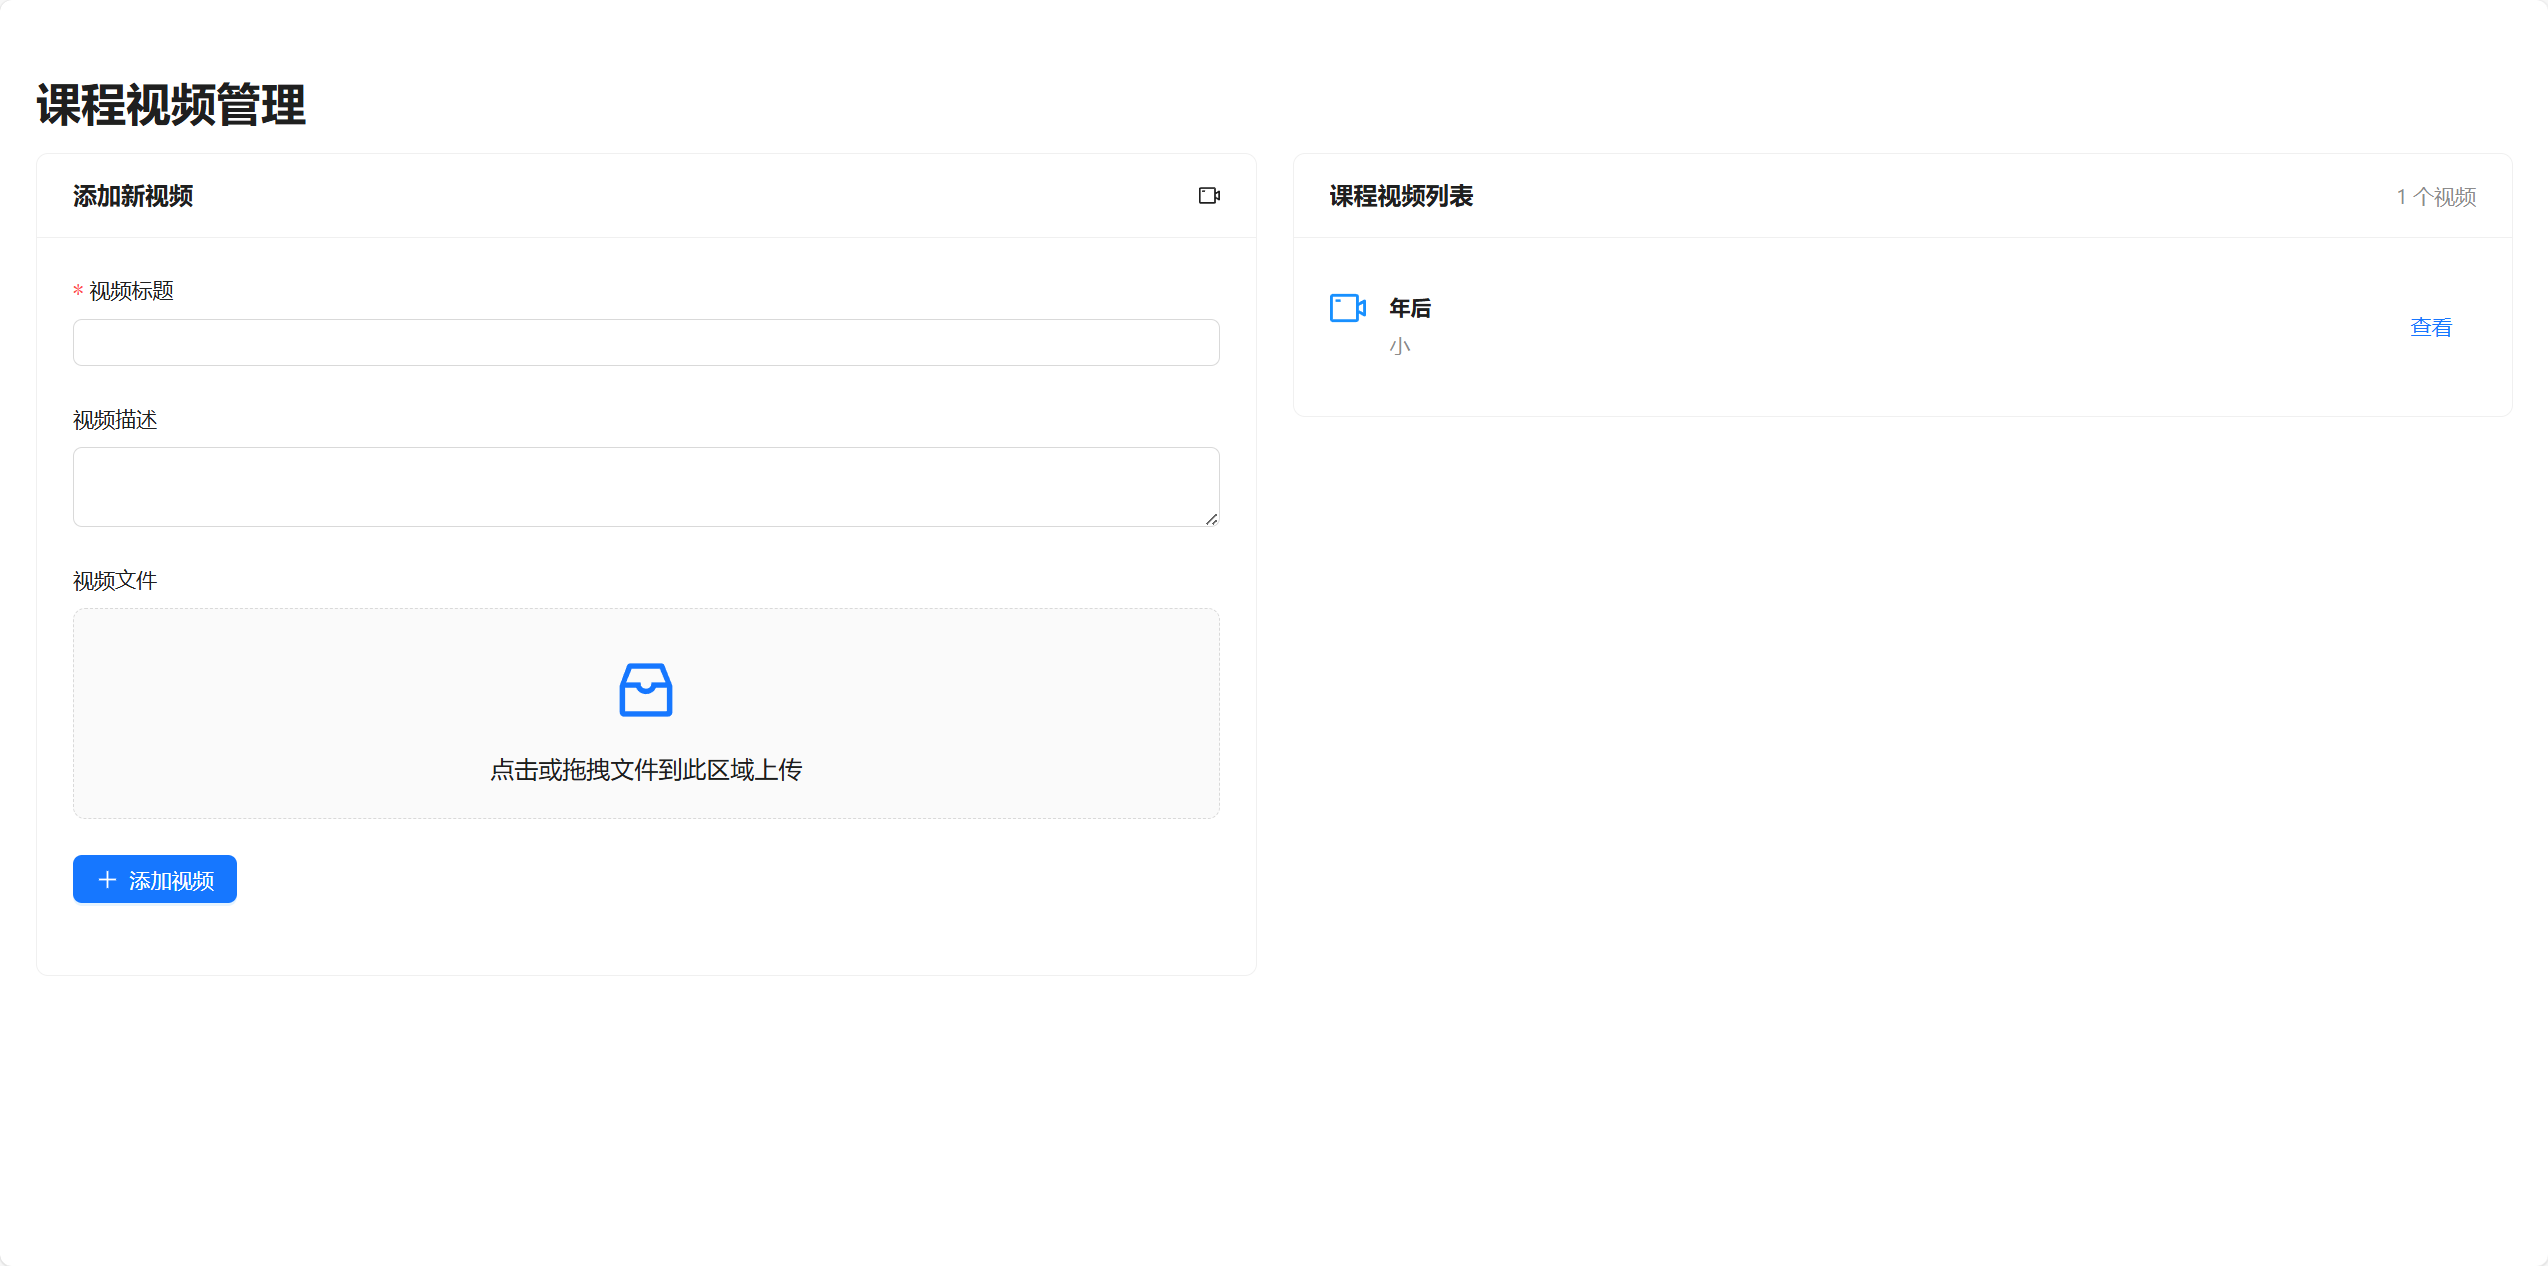 课程视频管理
添加新视频
* 视频标题
视频描述
视频文件
点击或拖拽文件到此区域上传
添加视频
课程视频列表
1 个视频
年后
小
查看